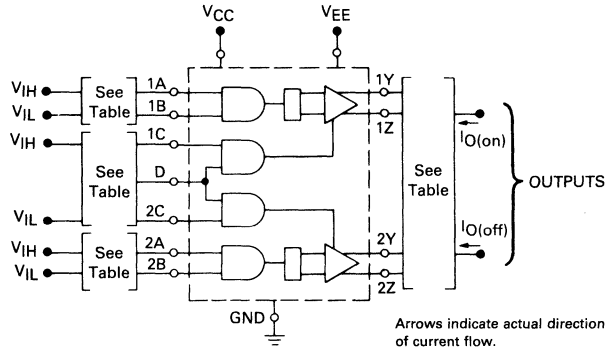 VCC
VEE
VIH
VIL
See
Table
1A
1B
1Y
1Z
VIH
VIL
See
Table
1C
D
2C
See
Table
IO(on)
IO(off)
OUTPUTS
VIH
VIL
See
Table
2A
2B
2Y
2Z
GND
Arrows indicate actual direction
of current flow.